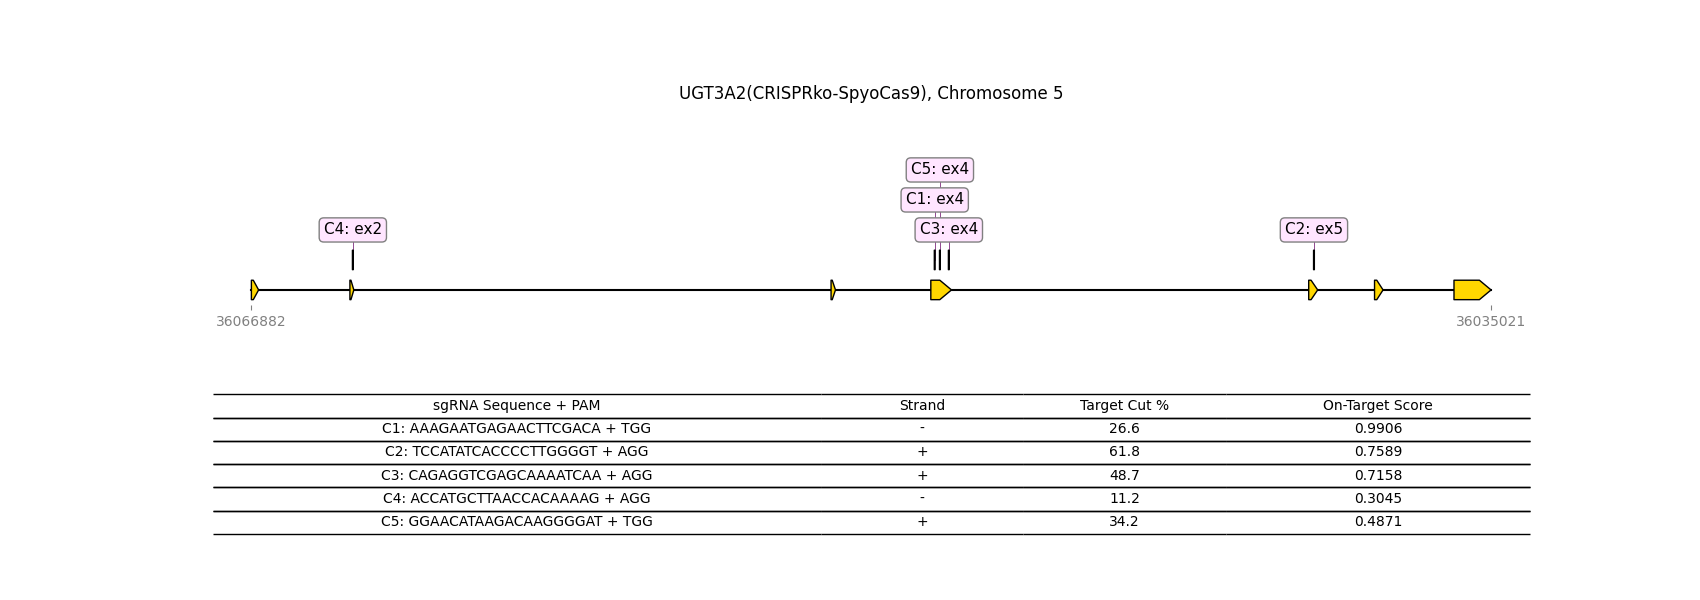 UGT3A2(CRISPRko-SpyoCas9), Chromosome 5
C5: ex4
C1: ex4
C4: ex2 C3: ex4 C2: ex5
36066882 36035021
sgRNA Sequence + PAM Strand Target Cut % On-Target Score
C1: AAAGAATGAGAACTTCGACA + TGG - 26.6 0.9906
C2: TCCATATCACCCCTTGGGGT + AGG + 61.8 0.7589
C3: CAGAGGTCGAGCAAAATCAA + AGG + 48.7 0.7158
C4: ACCATGCTTAACCACAAAAG + AGG - 11.2 0.3045
C5: GGAACATAAGACAAGGGGAT + TGG + 34.2 0.4871